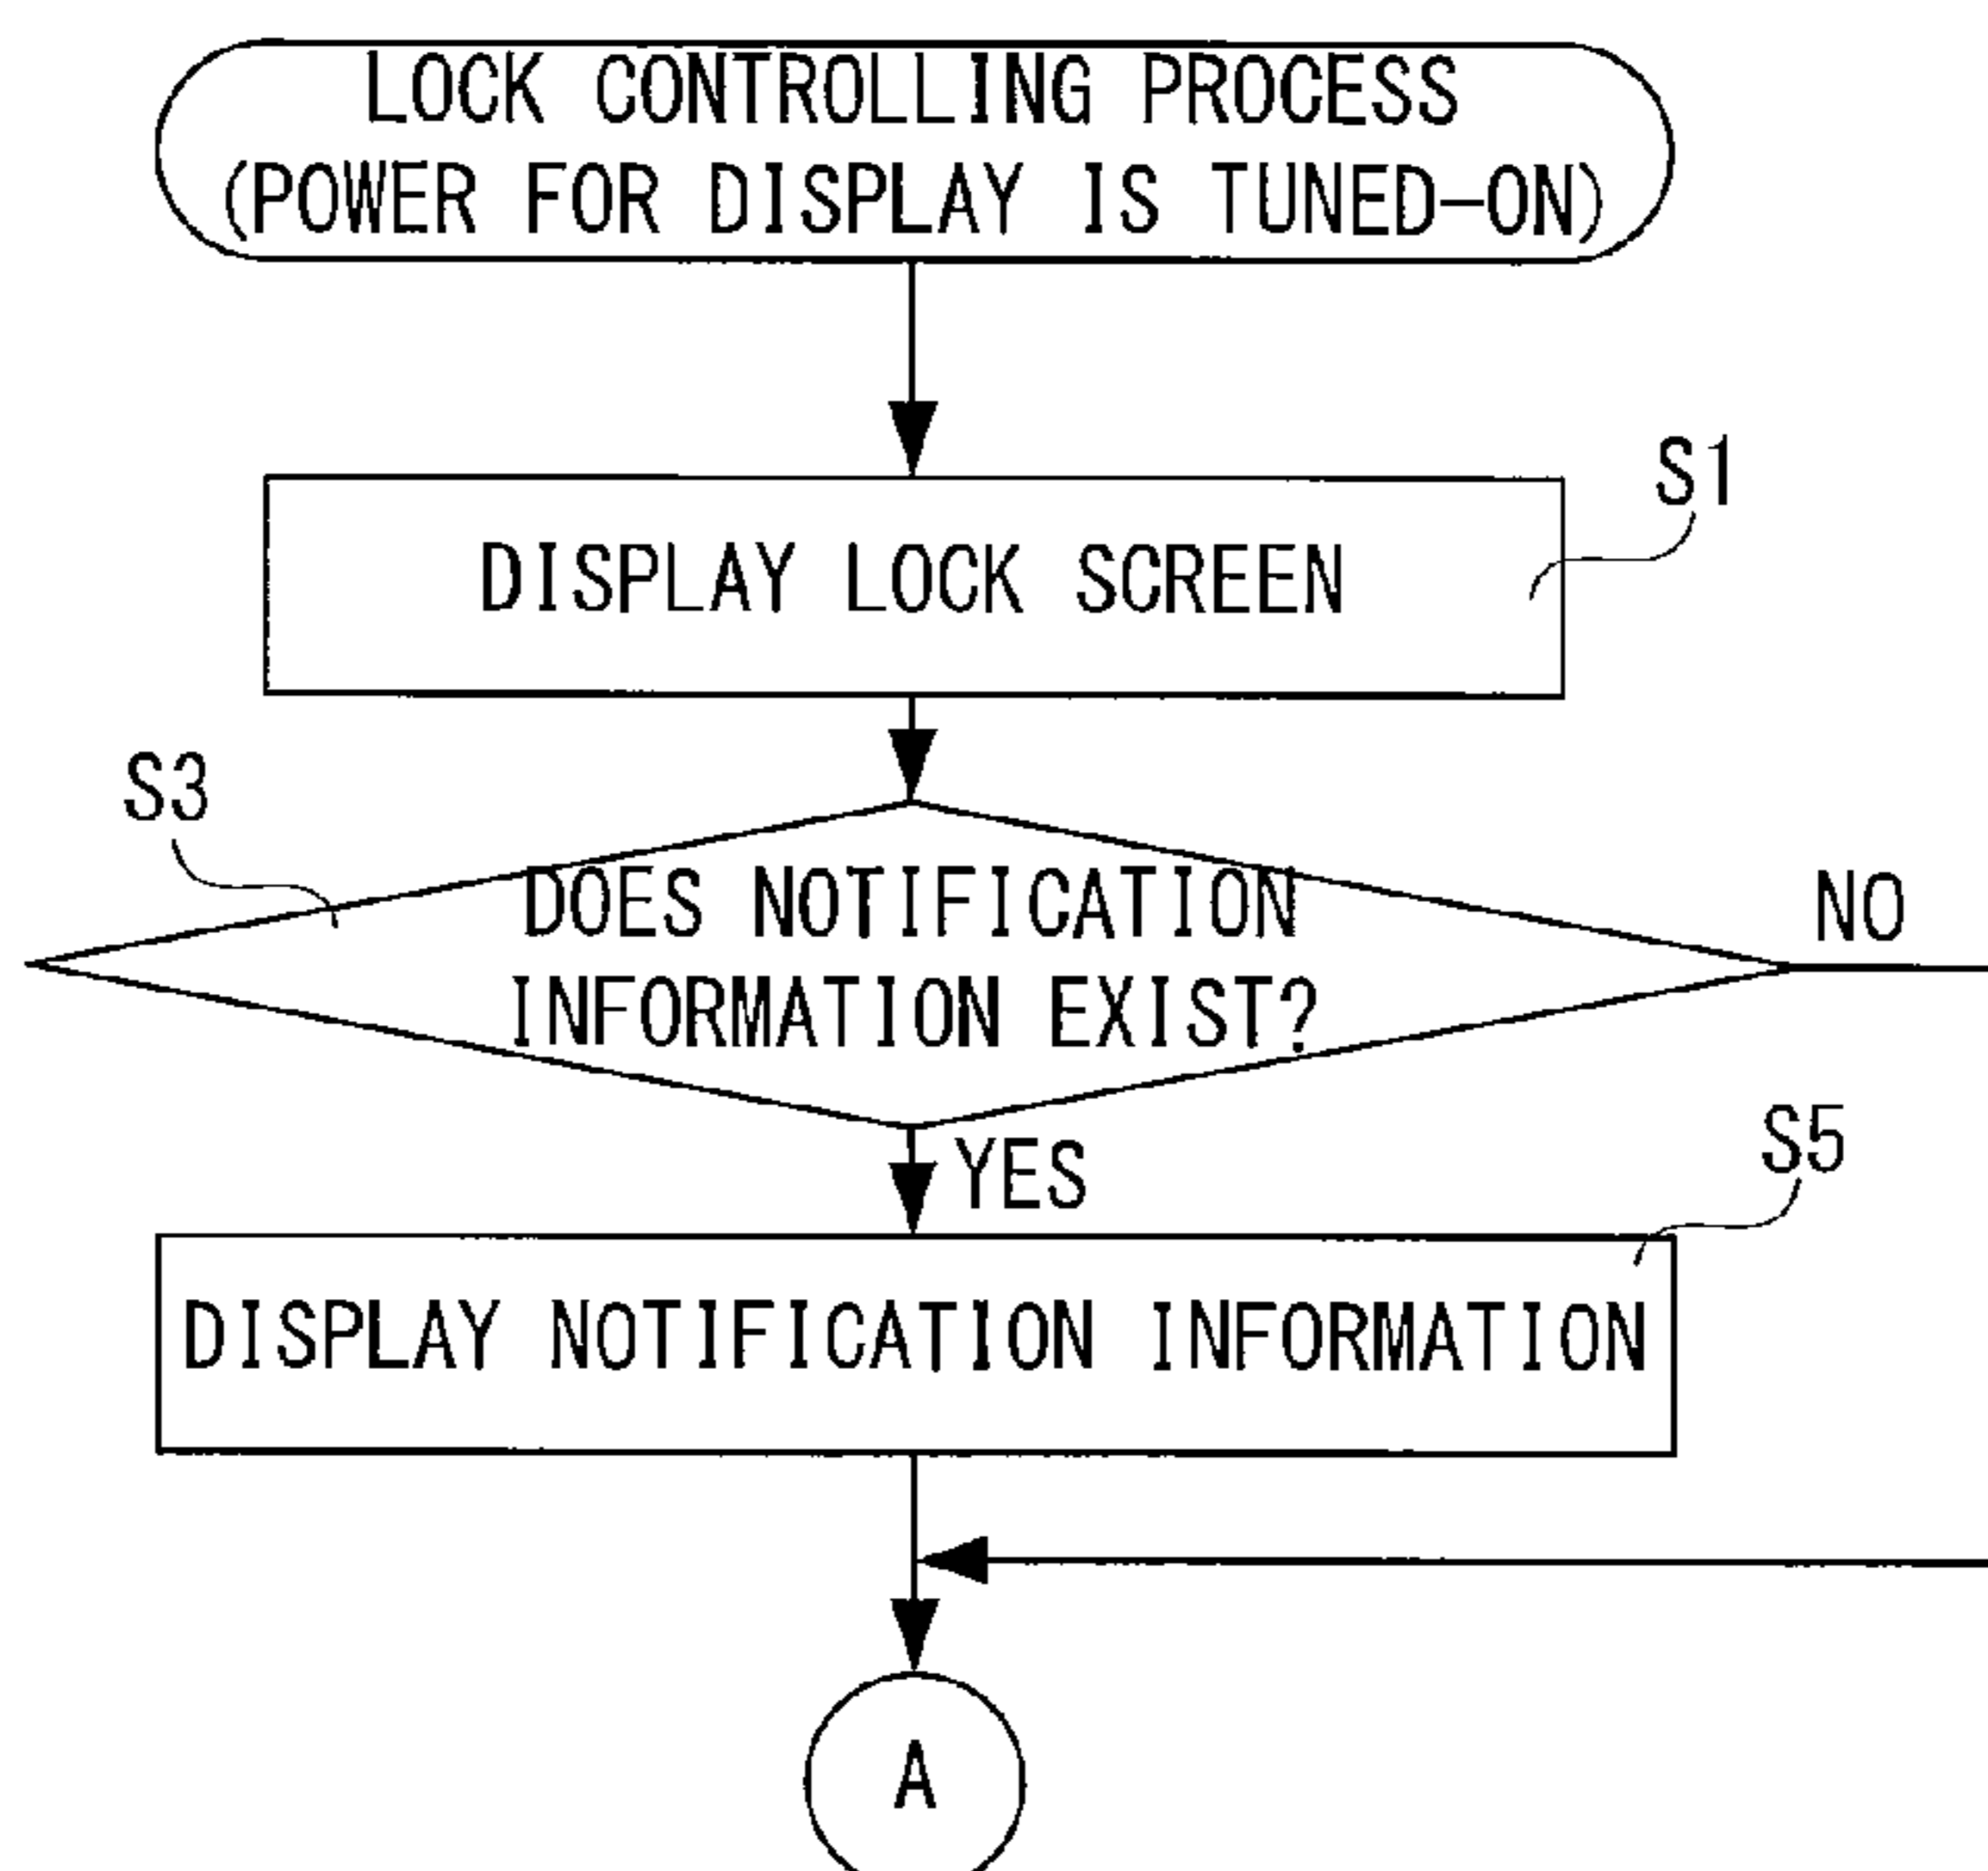 LOCK CONTROLLING PROCESS
(POWER FOR DISPLAY IS TUNED-ON)
S1
DISPLAY LOCK SCREEN
S3
DOES NOTIFICATION
INFORMATION EXIST?
NO
YES
S5
DISPLAY NOTIFICATION INFORMATION
A